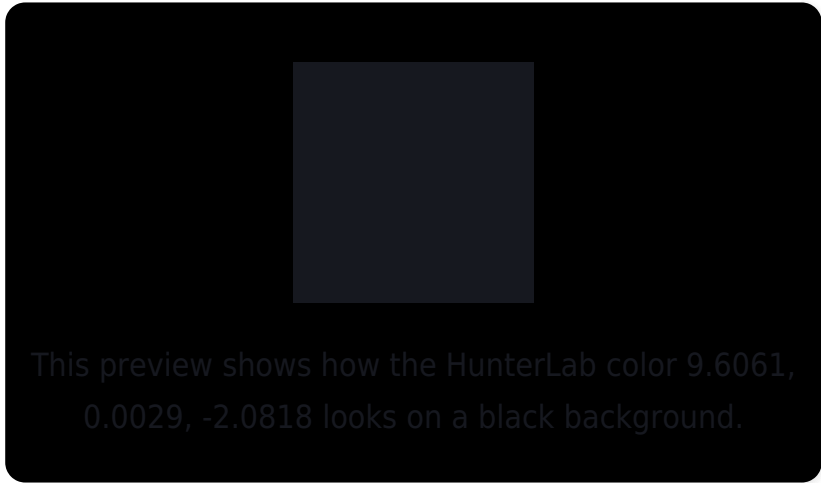 This preview shows how the HunterLab color 9.6061,
0.0029, -2.0818 looks on a black background.